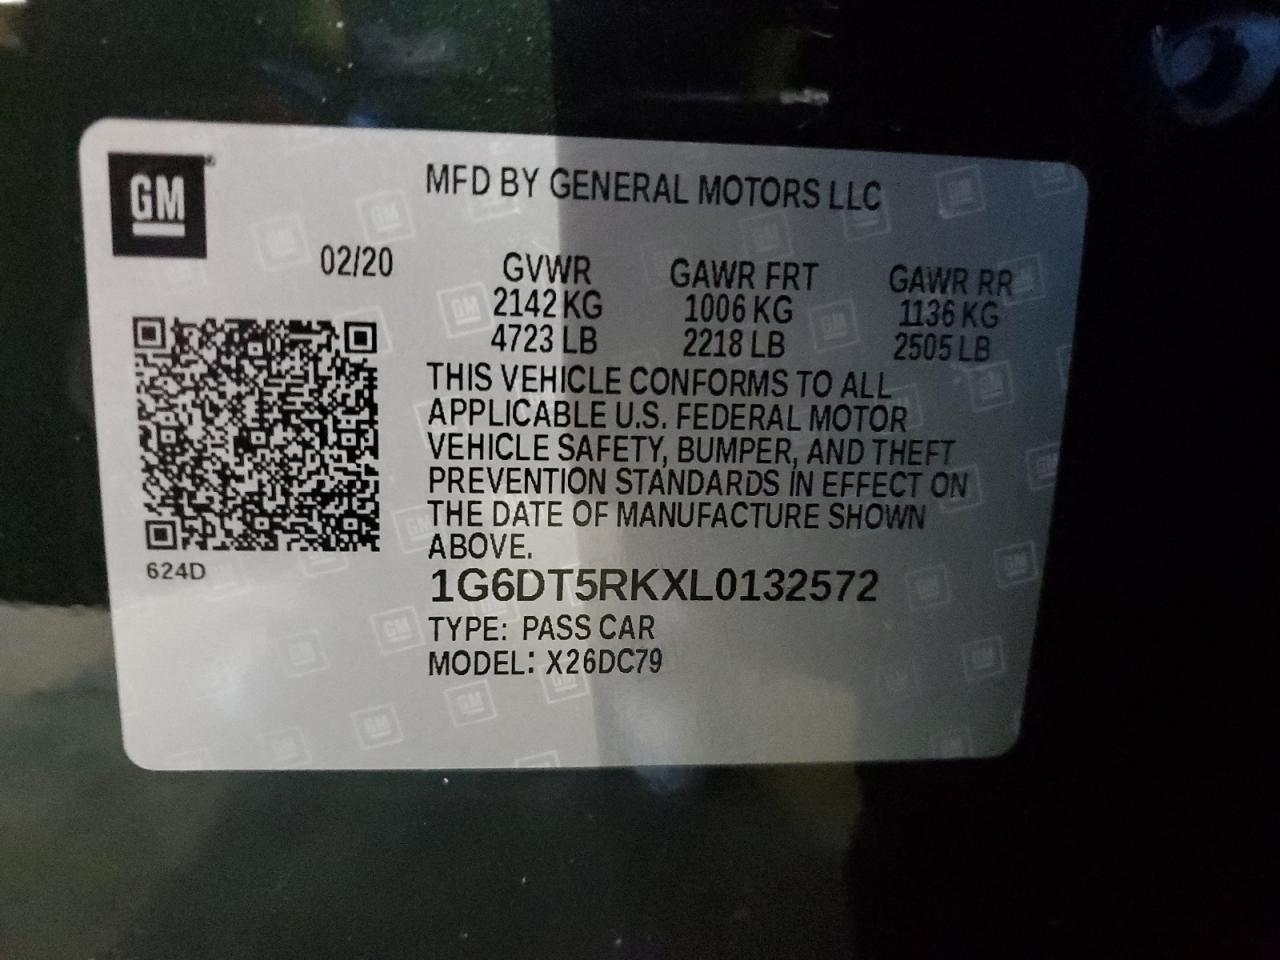 GM
MFD BY GENERAL MOTORS LLC
02/20
GVWR GAWR FRT GAWR RR
2142 KG 1006 KG 1136 KG
4723 LB 2218 LB 2505 LB
THIS VEHICLE CONFORMS TO ALL
APPLICABLE U.S. FEDERAL MOTOR
VEHICLE SAFETY, BUMPER, AND THEFT
PREVENTION STANDARDS IN EFFECT ON
THE DATE OF MANUFACTURE SHOWN
ABOVE.
624D
1G6DT5RKXL0132572
TYPE: PASS CAR
MODEL: X26DC79